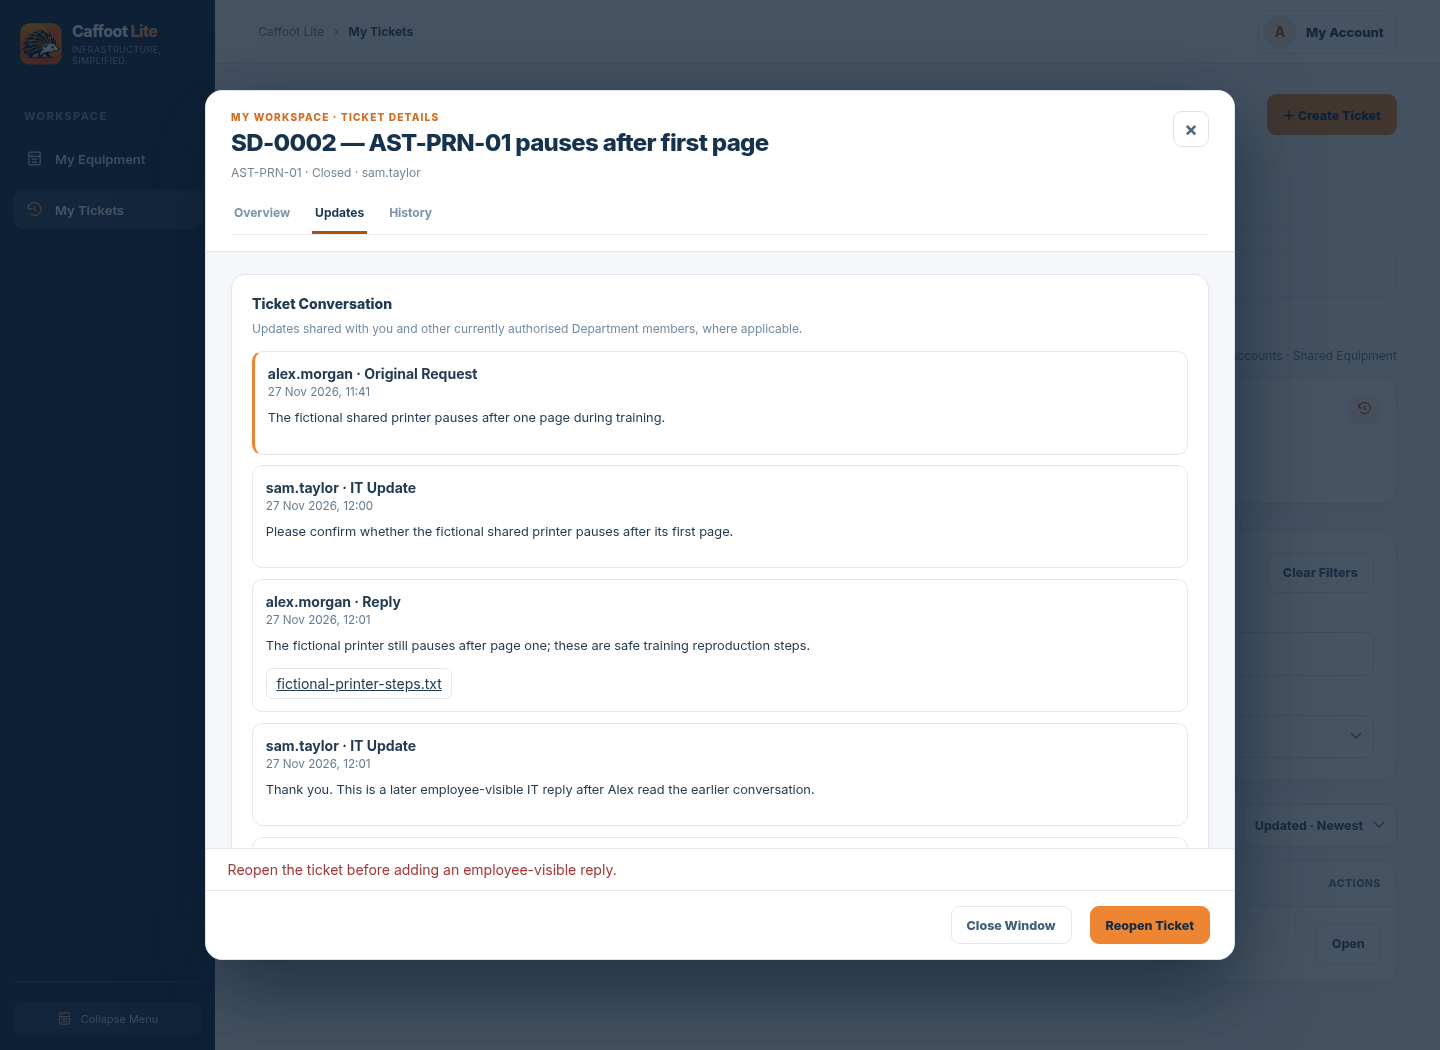 Caffoot Lite
INFRASTRUCTURE,
SIMPLIFIED.
WORKSPACE
My Equipment
My Tickets
Collapse Menu
Caffoot Lite › My Tickets
A My Account
+ Create Ticket
MY WORKSPACE · TICKET DETAILS
SD-0002 — AST-PRN-01 pauses after first page
AST-PRN-01 · Closed · sam.taylor
×
Overview Updates History
Ticket Conversation
Updates shared with you and other currently authorised Department members, where applicable.
alex.morgan · Original Request
27 Nov 2026, 11:41
The fictional shared printer pauses after one page during training.
sam.taylor · IT Update
27 Nov 2026, 12:00
Please confirm whether the fictional shared printer pauses after its first page.
alex.morgan · Reply
27 Nov 2026, 12:01
The fictional printer still pauses after page one; these are safe training reproduction steps.
fictional-printer-steps.txt
sam.taylor · IT Update
27 Nov 2026, 12:01
Thank you. This is a later employee-visible IT reply after Alex read the earlier conversation.
Reopen the ticket before adding an employee-visible reply.
Close Window
Reopen Ticket
Accounts · Shared Equipment
Clear Filters
Updated · Newest
ACTIONS
Open